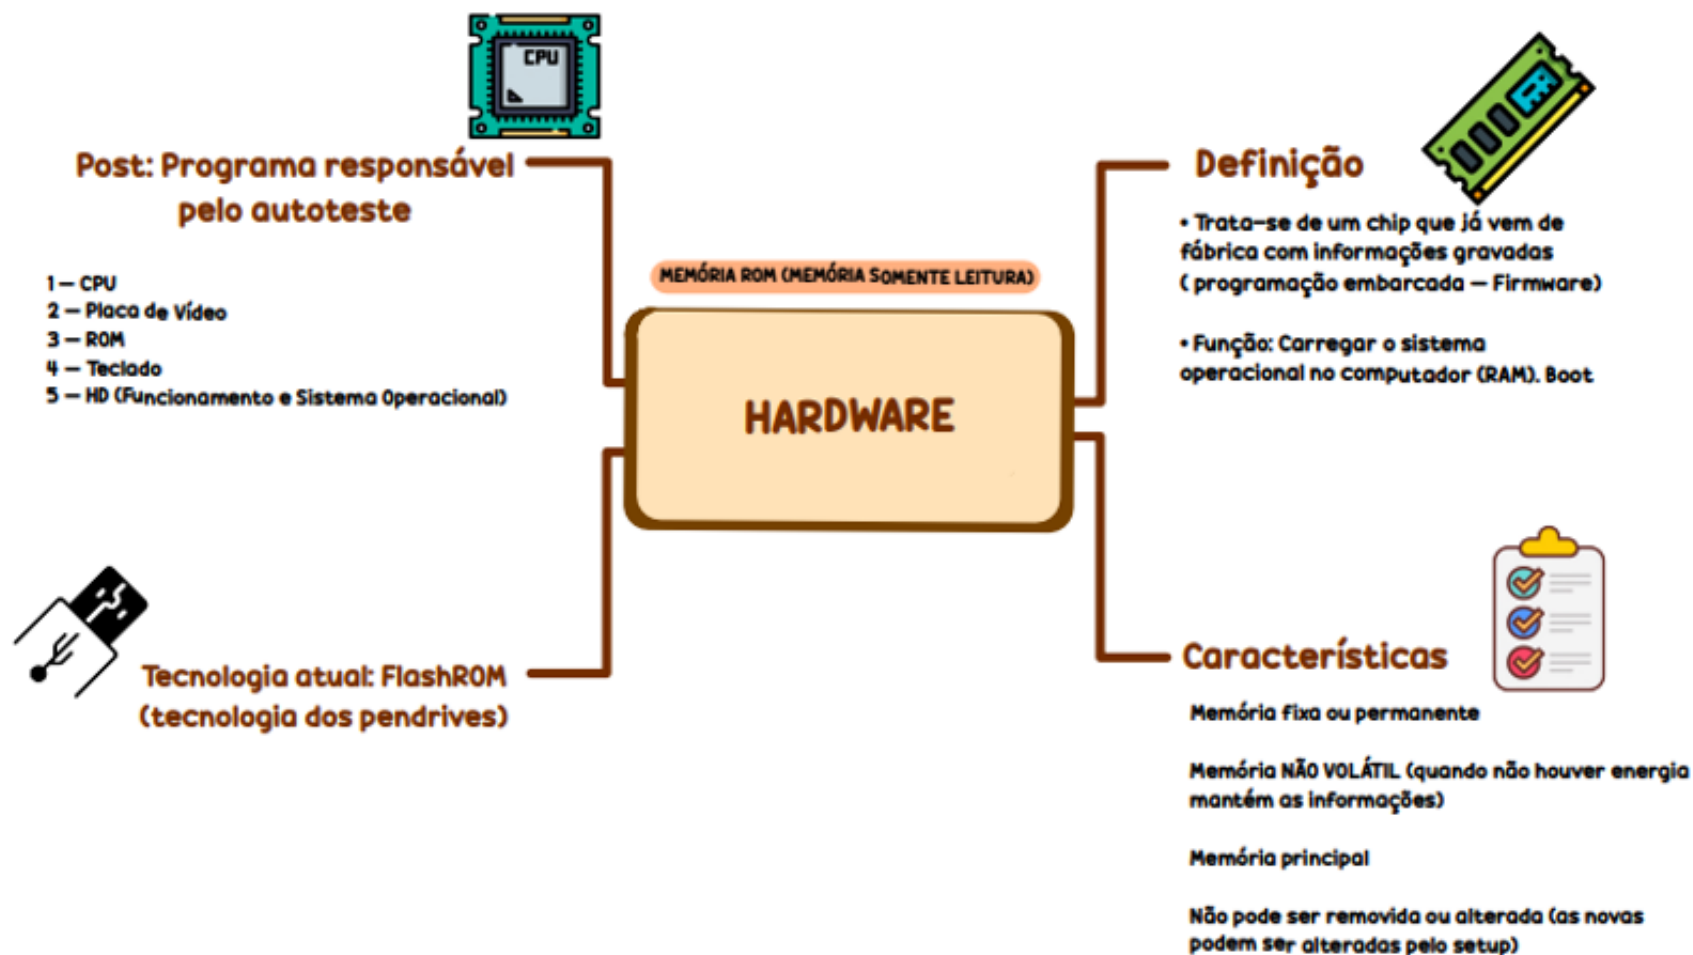 CPU
Post: Programa responsável
pelo autoteste
1 – CPU
2 – Placa de Vídeo
3 – ROM
4 – Teclado
5 – HD (Funcionamento e Sistema Operacional)
Tecnologia atual: FlashROM
(tecnologia dos pendrives)
MEMÓRIA ROM (MEMÓRIA SOMENTE LEITURA)
HARDWARE
Definição
• Trata-se de um chip que já vem de
fábrica com informações gravadas
( programação embarcada – Firmware)
• Função: Carregar o sistema
operacional no computador (RAM). Boot
Características
Memória fixa ou permanente
Memória NÃO VOLÁTIL (quando não houver energia
mantém as informações)
Memória principal
Não pode ser removida ou alterada (as novas
podem ser alteradas pelo setup)